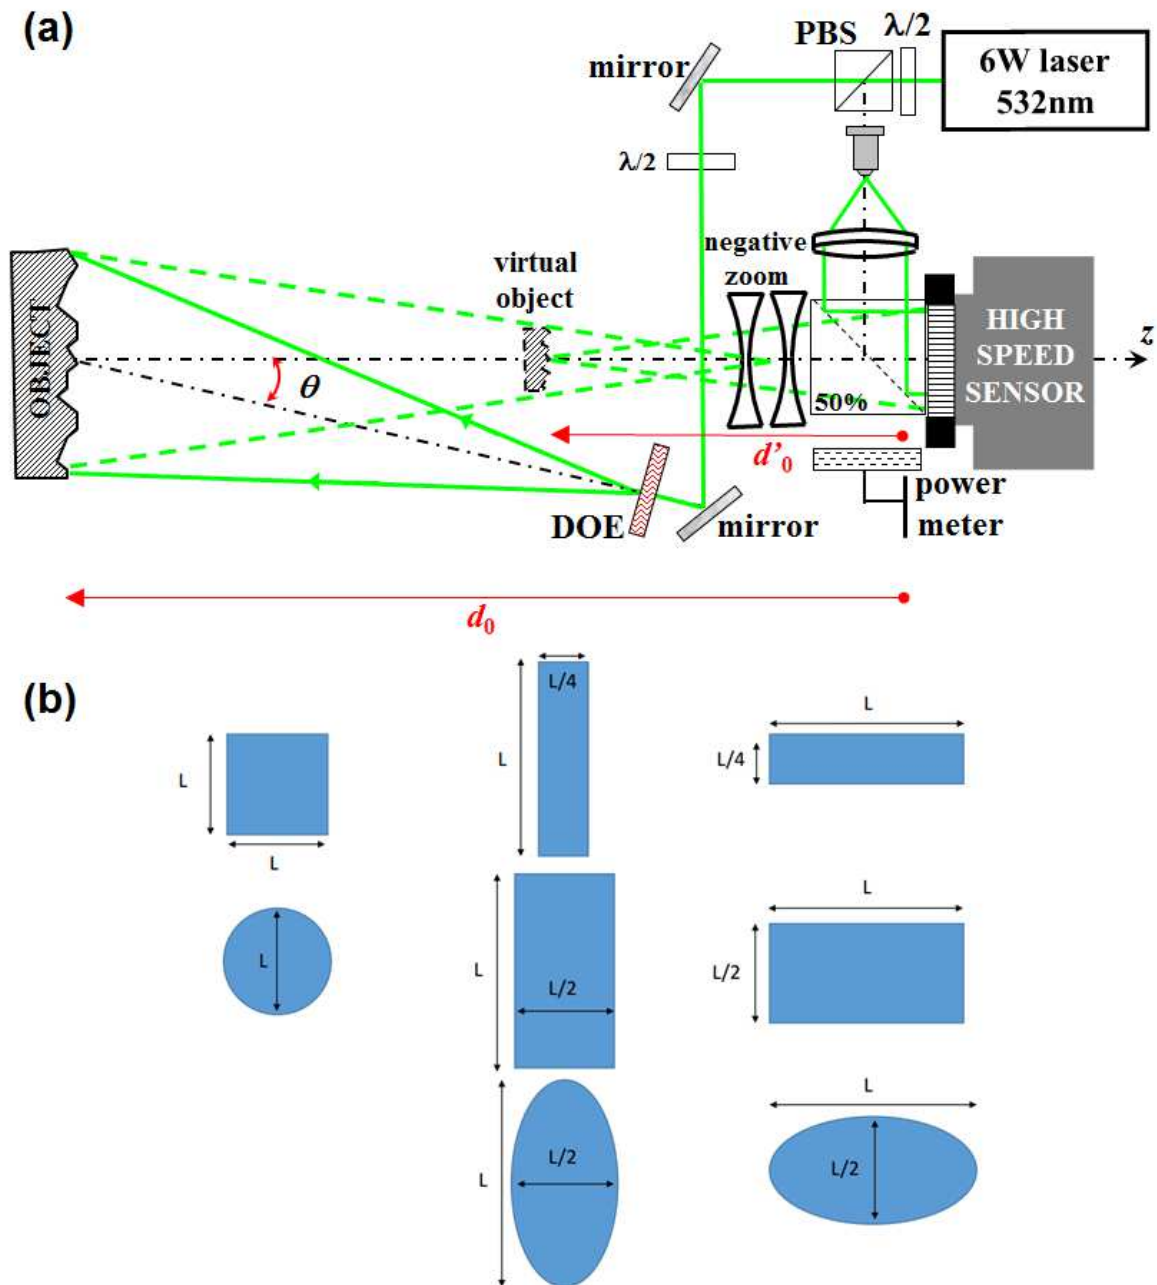 (a)
PBS
λ/2
mirror
6W laser
532nm
λ/2
negative
zoom
virtual
object
OBJECT
θ
HIGH
SPEED
SENSOR
z
50%
d'0
power
meter
DOE
mirror
d0
(b)
L/4
L
L
L/4
L
L
L
L/2
L
L
L/2
L
L/2
L
L/2
L